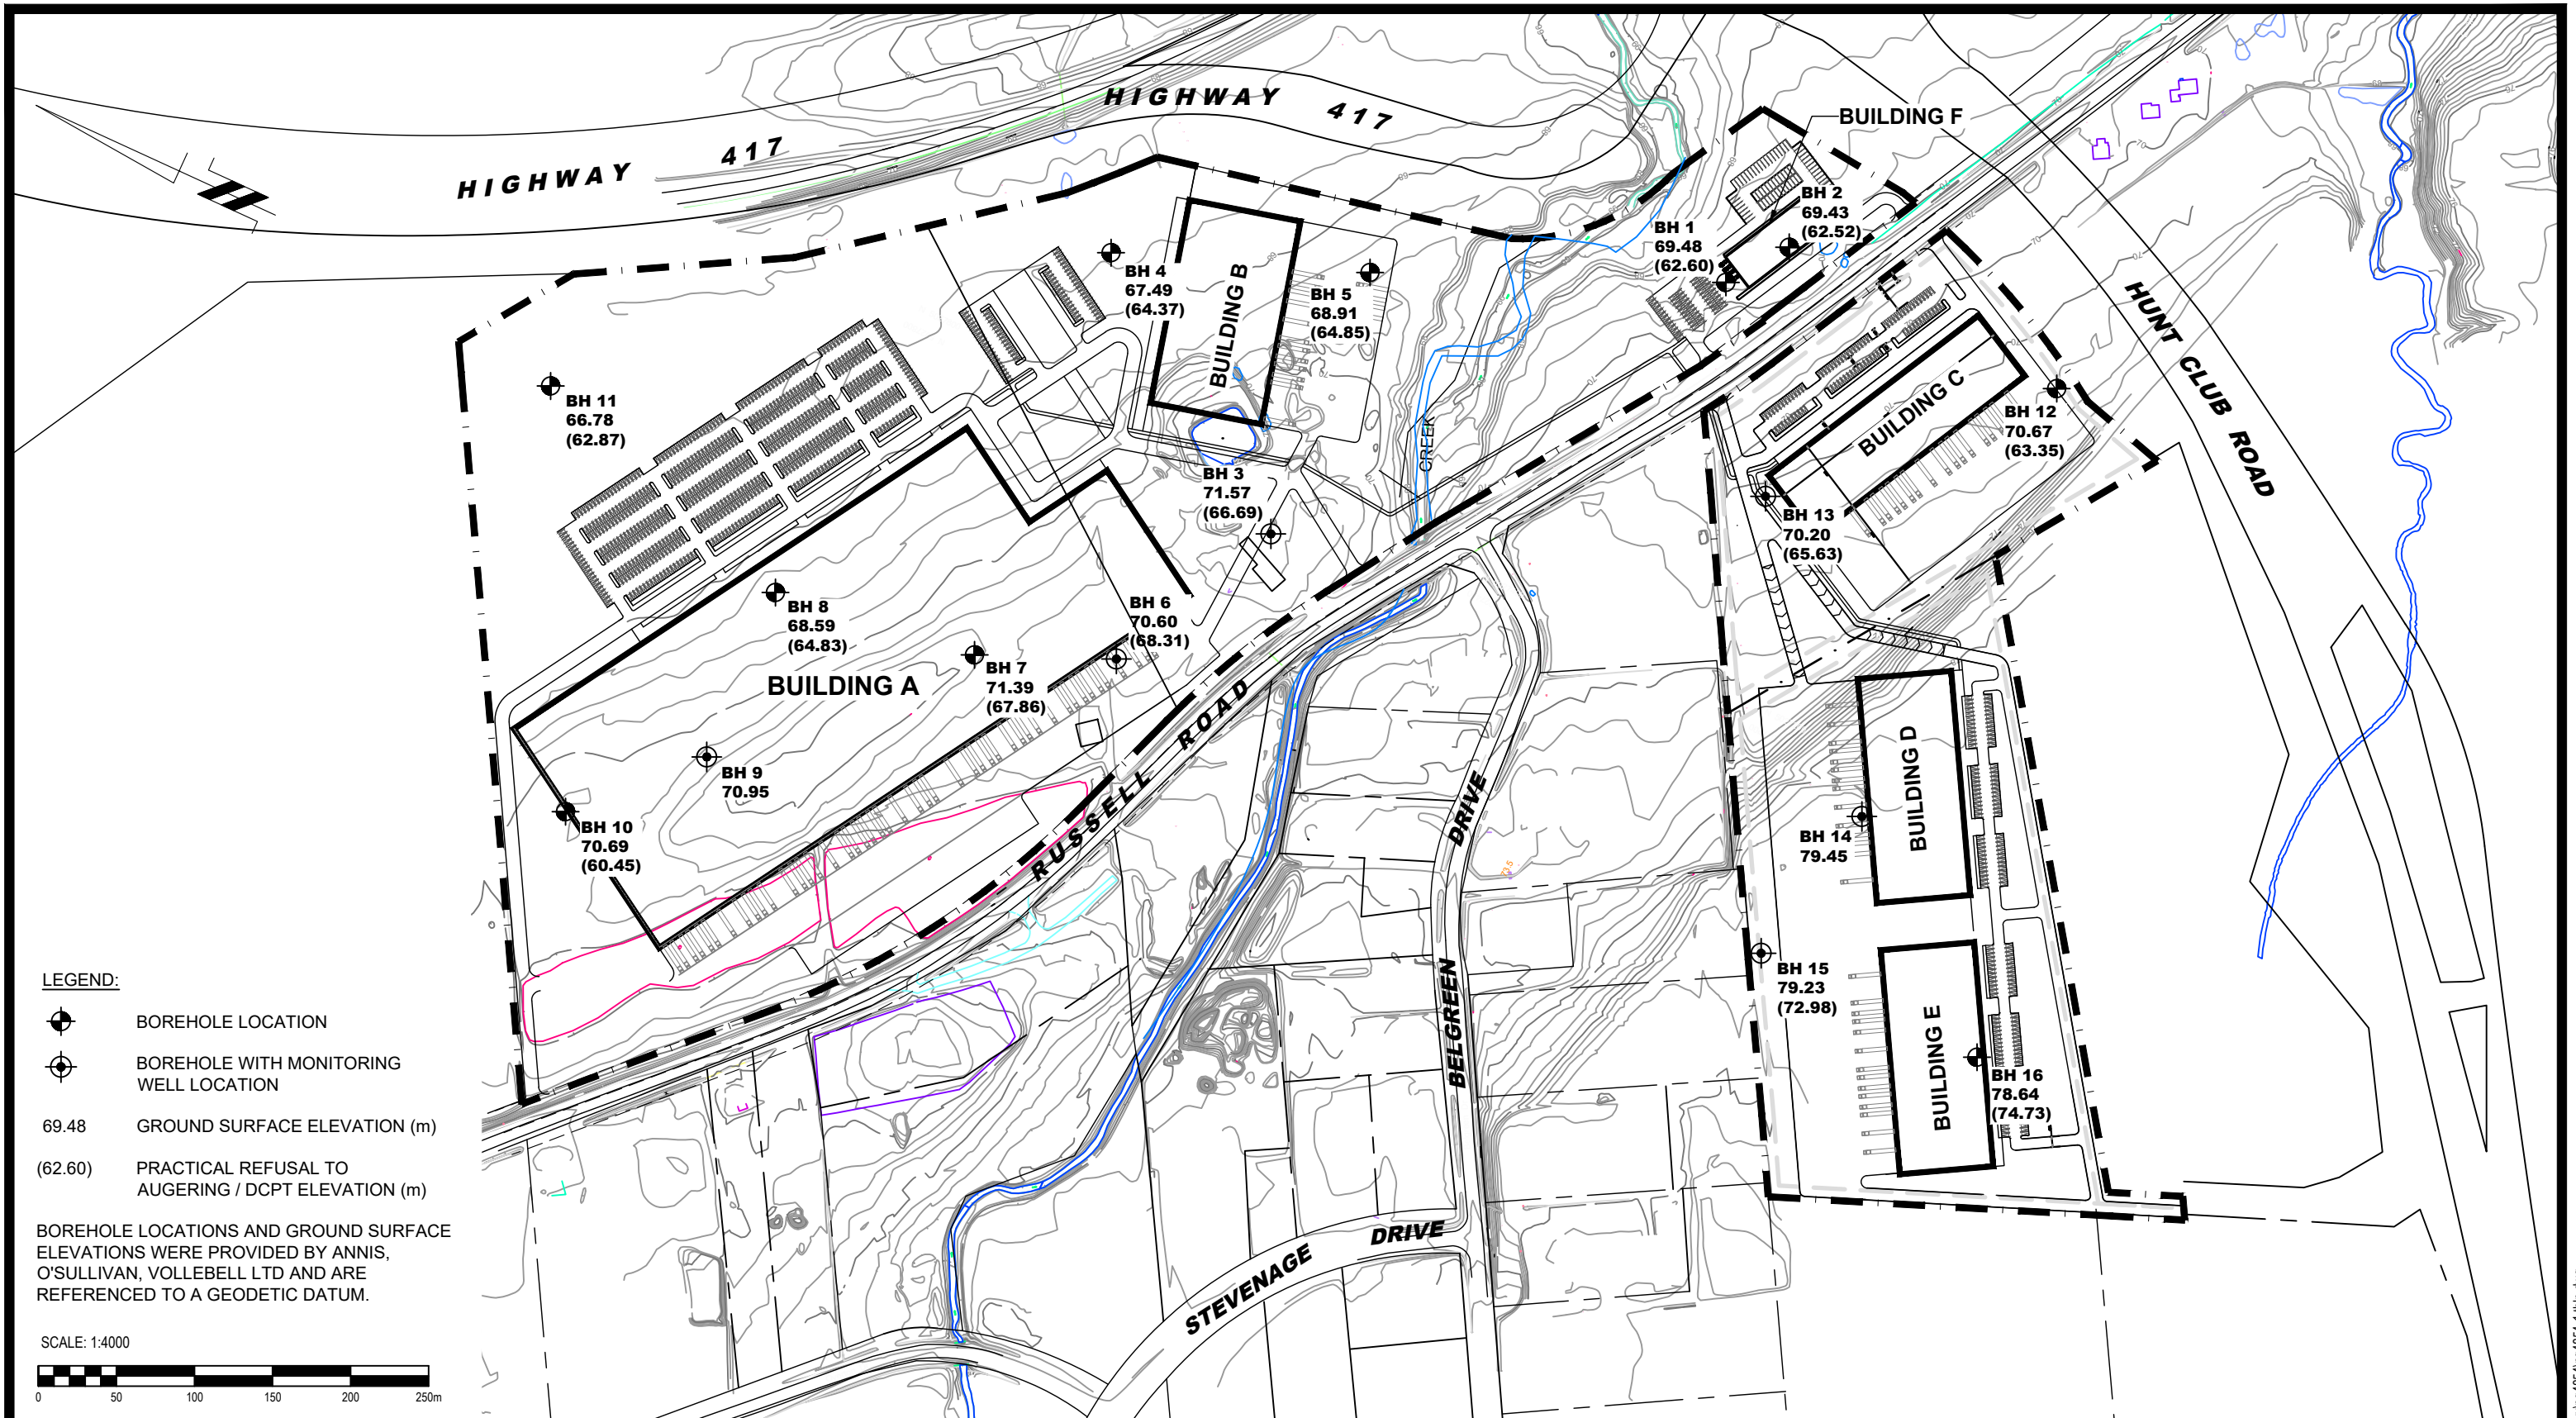 HIGHWAY 417
HIGHWAY 417
BUILDING F
BH 2
69.43
(62.52)
BH 1
69.48
(62.60)
BH 4
67.49
(64.37)
BUILDING B
BH 5
68.91
(64.85)
HUNT CLUB ROAD
BH 11
66.78
(62.87)
BUILDING C
BH 12
70.67
(63.35)
CREEK
BH 3
71.57
(66.69)
BH 13
70.20
(65.63)
BH 8
68.59
(64.83)
BH 6
70.60
(68.31)
BH 7
71.39
(67.86)
BUILDING A
RUSSELL ROAD
BH 9
70.95
BH 10
70.69
(60.45)
BUILDING D
BH 14
79.45
BELGREEN DRIVE
BH 15
79.23
(72.98)
BUILDING E
BH 16
78.64
(74.73)
STEVENAGE DRIVE
LEGEND:
BOREHOLE LOCATION
BOREHOLE WITH MONITORING
WELL LOCATION
69.48 GROUND SURFACE ELEVATION (m)
(62.60) PRACTICAL REFUSAL TO
AUGERING / DCPT ELEVATION (m)
BOREHOLE LOCATIONS AND GROUND SURFACE
ELEVATIONS WERE PROVIDED BY ANNIS,
O'SULLIVAN, VOLLEBELL LTD AND ARE
REFERENCED TO A GEODETIC DATUM.
SCALE: 1:4000
0 50 100 150 200 250m